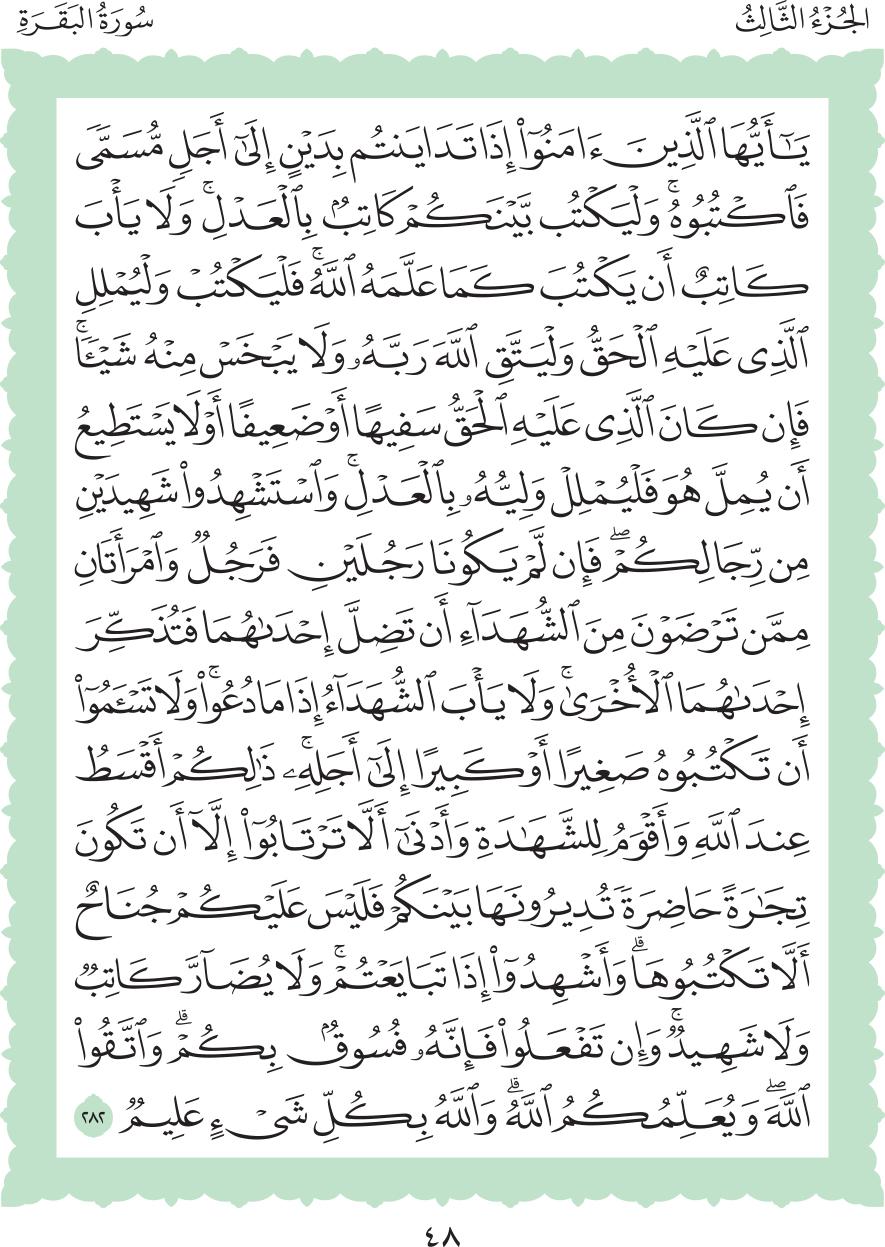 الجُزْءُ الثَّالِثُ
سُورَةُ البَقَرَةِ
يَـٰٓأَيُّهَا ٱلَّذِينَ ءَامَنُوٓا۟ إِذَا تَدَايَنتُم بِدَيْنٍ إِلَىٰٓ أَجَلٍ مُّسَمًّى
فَٱكْتُبُوهُ ۚ وَلْيَكْتُب بَّيْنَكُمْ كَاتِبٌۢ بِٱلْعَدْلِ ۚ وَلَا يَأْبَ
كَاتِبٌ أَن يَكْتُبَ كَمَا عَلَّمَهُ ٱللَّهُ ۚ فَلْيَكْتُبْ وَلْيُمْلِلِ
ٱلَّذِى عَلَيْهِ ٱلْحَقُّ وَلْيَتَّقِ ٱللَّهَ رَبَّهُۥ وَلَا يَبْخَسْ مِنْهُ شَيْـًٔا ۚ
فَإِن كَانَ ٱلَّذِى عَلَيْهِ ٱلْحَقُّ سَفِيهًا أَوْ ضَعِيفًا أَوْ لَا يَسْتَطِيعُ
أَن يُمِلَّ هُوَ فَلْيُمْلِلْ وَلِيُّهُۥ بِٱلْعَدْلِ ۚ وَٱسْتَشْهِدُوا۟ شَهِيدَيْنِ
مِن رِّجَالِكُمْ ۖ فَإِن لَّمْ يَكُونَا رَجُلَيْنِ فَرَجُلٌ وَٱمْرَأَتَانِ
مِمَّن تَرْضَوْنَ مِنَ ٱلشُّهَدَآءِ أَن تَضِلَّ إِحْدَىٰهُمَا فَتُذَكِّرَ
إِحْدَىٰهُمَا ٱلْأُخْرَىٰ ۚ وَلَا يَأْبَ ٱلشُّهَدَآءُ إِذَا مَا دُعُوا۟ ۚ وَلَا تَسْـَٔمُوٓا۟
أَن تَكْتُبُوهُ صَغِيرًا أَوْ كَبِيرًا إِلَىٰٓ أَجَلِهِۦ ۚ ذَٰلِكُمْ أَقْسَطُ
عِندَ ٱللَّهِ وَأَقْوَمُ لِلشَّهَـٰدَةِ وَأَدْنَىٰٓ أَلَّا تَرْتَابُوٓا۟ إِلَّآ أَن تَكُونَ
تِجَـٰرَةً حَاضِرَةً تُدِيرُونَهَا بَيْنَكُمْ فَلَيْسَ عَلَيْكُمْ جُنَاحٌ
أَلَّا تَكْتُبُوهَا ۗ وَأَشْهِدُوٓا۟ إِذَا تَبَايَعْتُمْ ۚ وَلَا يُضَآرَّ كَاتِبٌ
وَلَا شَهِيدٌ ۚ وَإِن تَفْعَلُوا۟ فَإِنَّهُۥ فُسُوقٌۢ بِكُمْ ۗ وَٱتَّقُوا۟
ٱللَّهَ ۖ وَيُعَلِّمُكُمُ ٱللَّهُ ۗ وَٱللَّهُ بِكُلِّ شَىْءٍ عَلِيمٌ ٢٨٢
٤٨